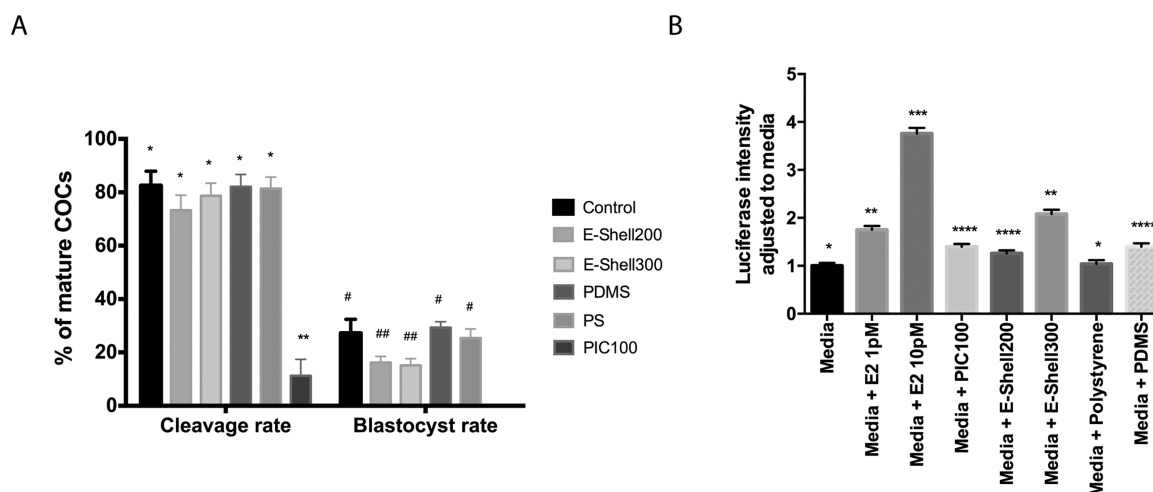 A
% of mature COCs
100
80
60
40
20
0
*
*
*
*
*
**
#
##
##
#
#
Cleavage rate
Blastocyst rate
Control
E-Shell200
E-Shell300
PDMS
PS
PIC100
B
Luciferase intensity
adjusted to media
5
4
3
2
1
0
*
**
***
****
****
**
*
****
Media
Media + E2 1pM
Media + E2 10pM
Media + PIC100
Media + E-Shell200
Media + E-Shell300
Media + Polystyrene
Media + PDMS